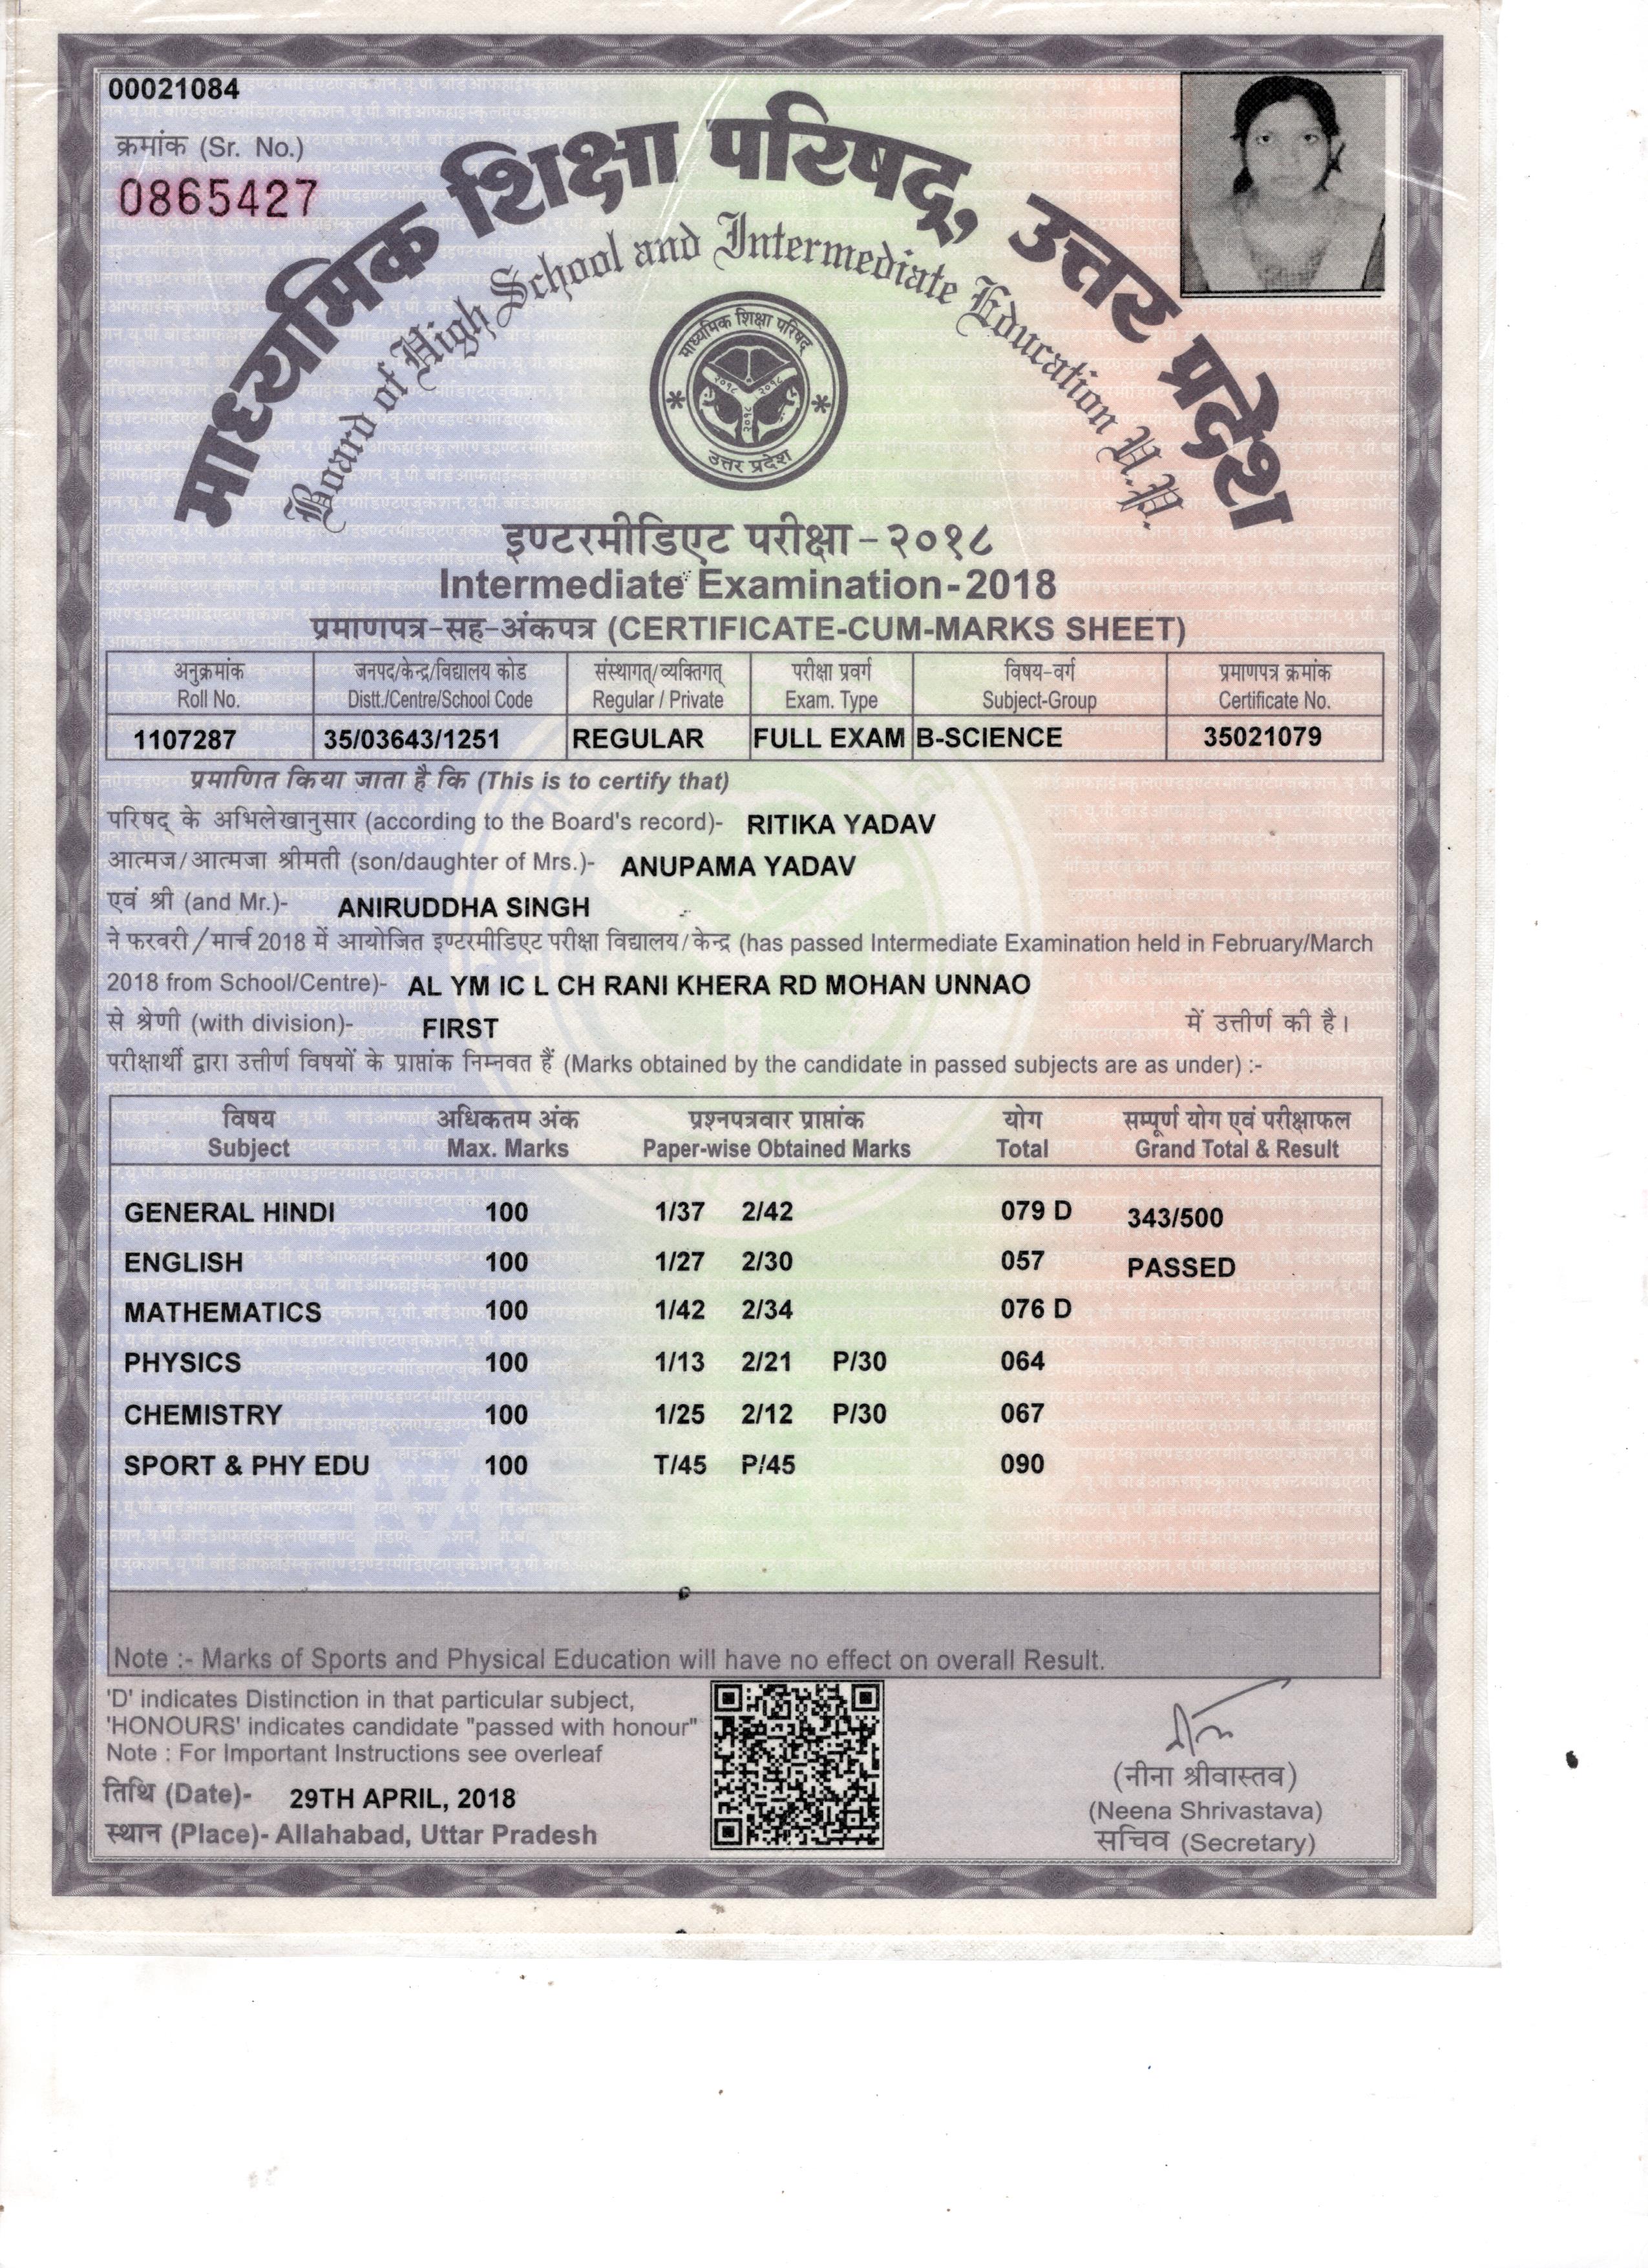 00021084
क्रमांक (Sr. No.)
0865427
माध्यमिक शिक्षा परिषद्, उत्तर प्रदेश
Board of High School and Intermediate Education U.P.
माध्यमिक शिक्षा परिषद्
२०१८ २०१८
२०१८
उत्तर प्रदेश
इण्टरमीडिएट परीक्षा-२०१८
Intermediate Examination-2018
प्रमाणपत्र-सह-अंकपत्र (CERTIFICATE-CUM-MARKS SHEET)
अनुक्रमांक जनपद/केन्द्र/विद्यालय कोड संस्थागत्/व्यक्तिगत् परीक्षा प्रवर्ग विषय-वर्ग प्रमाणपत्र क्रमांक
Roll No. Distt./Centre/School Code Regular / Private Exam. Type Subject-Group Certificate No.
1107287 35/03643/1251 REGULAR FULL EXAM B-SCIENCE 35021079
प्रमाणित किया जाता है कि (This is to certify that)
परिषद् के अभिलेखानुसार (according to the Board's record)- RITIKA YADAV
आत्मज/आत्मजा श्रीमती (son/daughter of Mrs.)- ANUPAMA YADAV
एवं श्री (and Mr.)- ANIRUDDHA SINGH
ने फरवरी/मार्च 2018 में आयोजित इण्टरमीडिएट परीक्षा विद्यालय/केन्द्र (has passed Intermediate Examination held in February/March
2018 from School/Centre)- AL YM IC L CH RANI KHERA RD MOHAN UNNAO
से श्रेणी (with division)- FIRST में उत्तीर्ण की है।
परीक्षार्थी द्वारा उत्तीर्ण विषयों के प्राप्तांक निम्नवत हैं (Marks obtained by the candidate in passed subjects are as under) :-
विषय अधिकतम अंक प्रश्नपत्रवार प्राप्तांक योग सम्पूर्ण योग एवं परीक्षाफल
Subject Max. Marks Paper-wise Obtained Marks Total Grand Total & Result
GENERAL HINDI 100 1/37 2/42 079 D 343/500
ENGLISH 100 1/27 2/30 057 PASSED
MATHEMATICS 100 1/42 2/34 076 D
PHYSICS 100 1/13 2/21 P/30 064
CHEMISTRY 100 1/25 2/12 P/30 067
SPORT & PHY EDU 100 T/45 P/45 090
Note :- Marks of Sports and Physical Education will have no effect on overall Result.
'D' indicates Distinction in that particular subject,
'HONOURS' indicates candidate "passed with honour"
Note : For Important Instructions see overleaf
तिथि (Date)- 29TH APRIL, 2018
स्थान (Place)- Allahabad, Uttar Pradesh
(नीना श्रीवास्तव)
(Neena Shrivastava)
सचिव (Secretary)